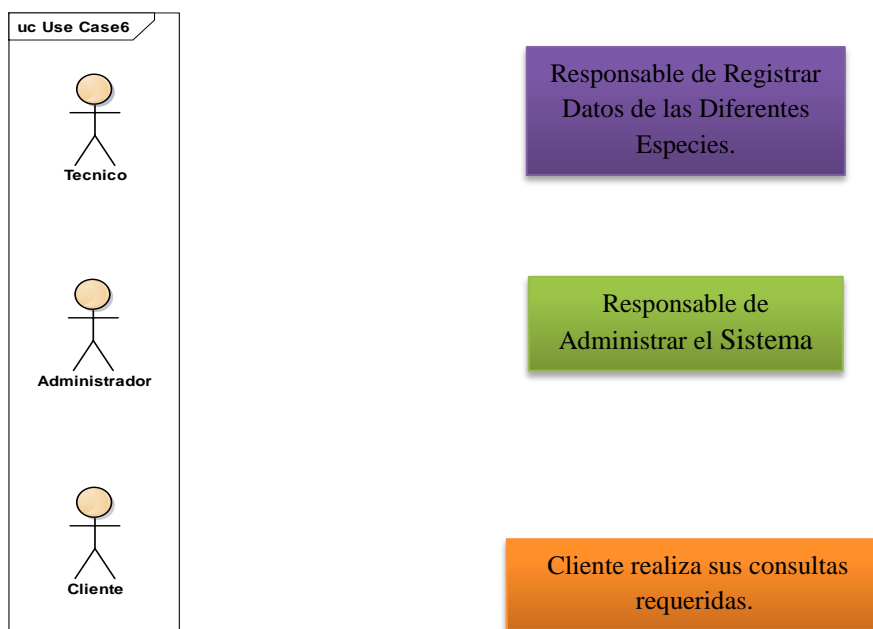 uc Use Case6
Tecnico
Responsable de Registrar
Datos de las Diferentes
Especies.
Administrador
Responsable de
Administrar el Sistema
Cliente
Cliente realiza sus consultas
requeridas.